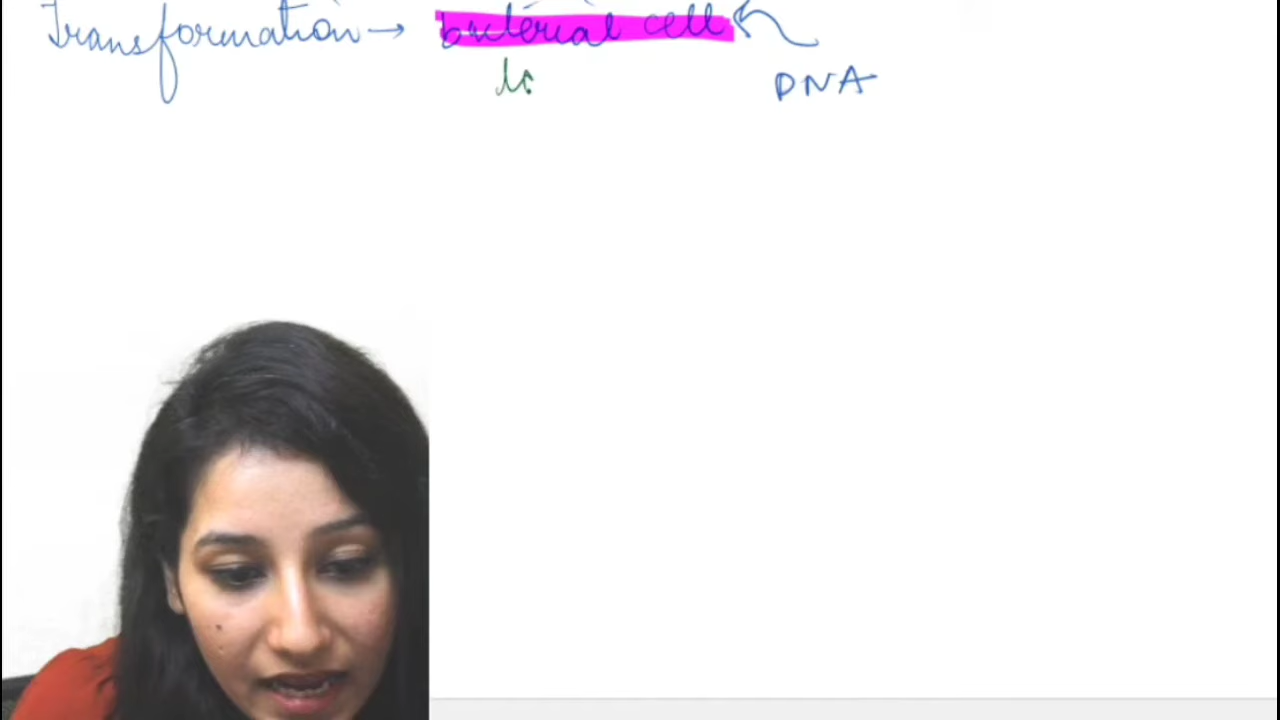 Transformation → bacterial cell
DNA